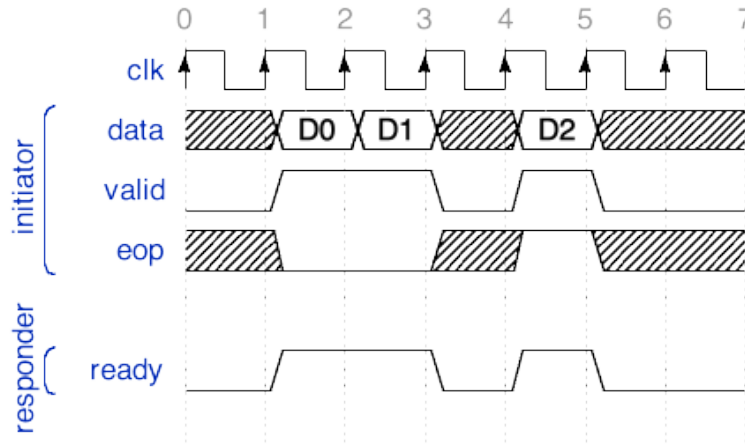 0 1 2 3 4 5 6 7
clk
initiator
data D0 D1 D2
valid
eop
responder
ready